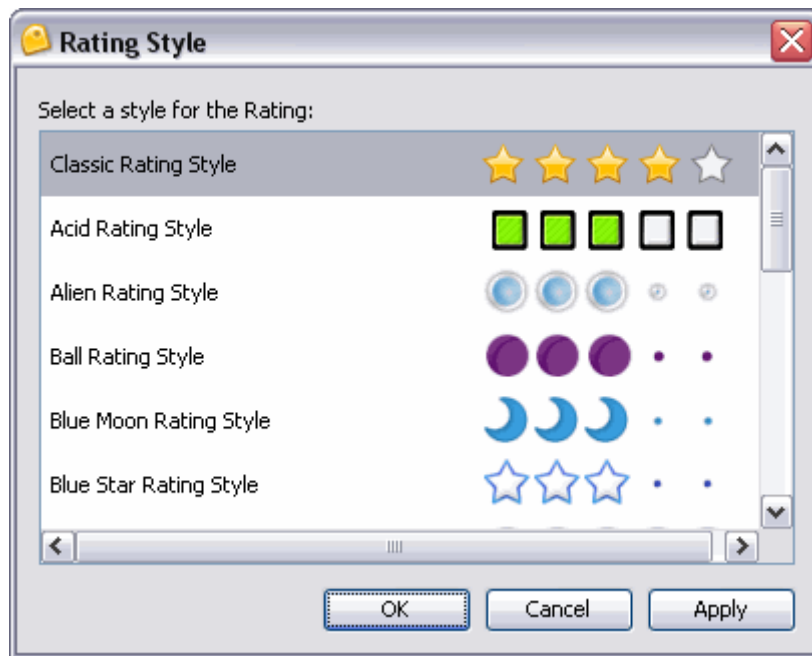 Rating Style
Select a style for the Rating:
Classic Rating Style
Acid Rating Style
Alien Rating Style
Ball Rating Style
Blue Moon Rating Style
Blue Star Rating Style
OK Cancel Apply